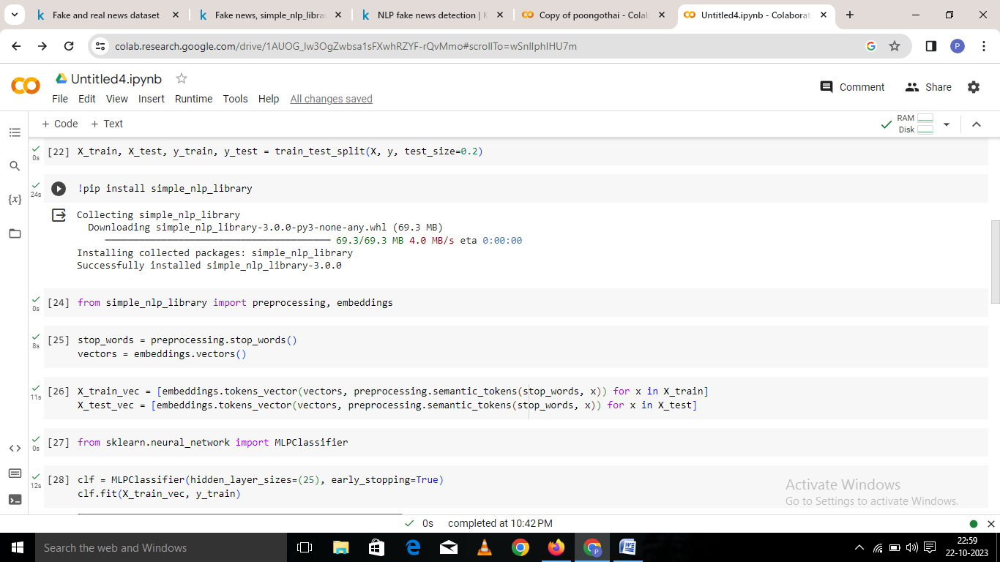 Fake and real news dataset
Fake news, simple_nlp_libra
NLP fake news detection | K
Copy of poongothai - Colab
Untitled4.ipynb - Colaborat
colab.research.google.com/drive/1AUOG_lw3OgZwbsa1sFXwhRZYF-rQvMmo#scrollTo=wSnIlphIHU7m
P
Untitled4.ipynb
Comment
Share
File Edit View Insert Runtime Tools Help All changes saved
+ Code + Text
RAM
Disk
0s
[22] X_train, X_test, y_train, y_test = train_test_split(X, y, test_size=0.2)
24s
!pip install simple_nlp_library
{x}
Collecting simple_nlp_library
Downloading simple_nlp_library-3.0.0-py3-none-any.whl (69.3 MB)
69.3/69.3 MB 4.0 MB/s eta 0:00:00
Installing collected packages: simple_nlp_library
Successfully installed simple_nlp_library-3.0.0
0s
[24] from simple_nlp_library import preprocessing, embeddings
8s
[25] stop_words = preprocessing.stop_words()
vectors = embeddings.vectors()
11s
[26] X_train_vec = [embeddings.tokens_vector(vectors, preprocessing.semantic_tokens(stop_words, x)) for x in X_train]
X_test_vec = [embeddings.tokens_vector(vectors, preprocessing.semantic_tokens(stop_words, x)) for x in X_test]
0s
[27] from sklearn.neural_network import MLPClassifier
12s
[28] clf = MLPClassifier(hidden_layer_sizes=(25), early_stopping=True)
clf.fit(X_train_vec, y_train)
Activate Windows
Go to Settings to activate Windows.
0s completed at 10:42 PM
Search the web and Windows
22:59
22-10-2023